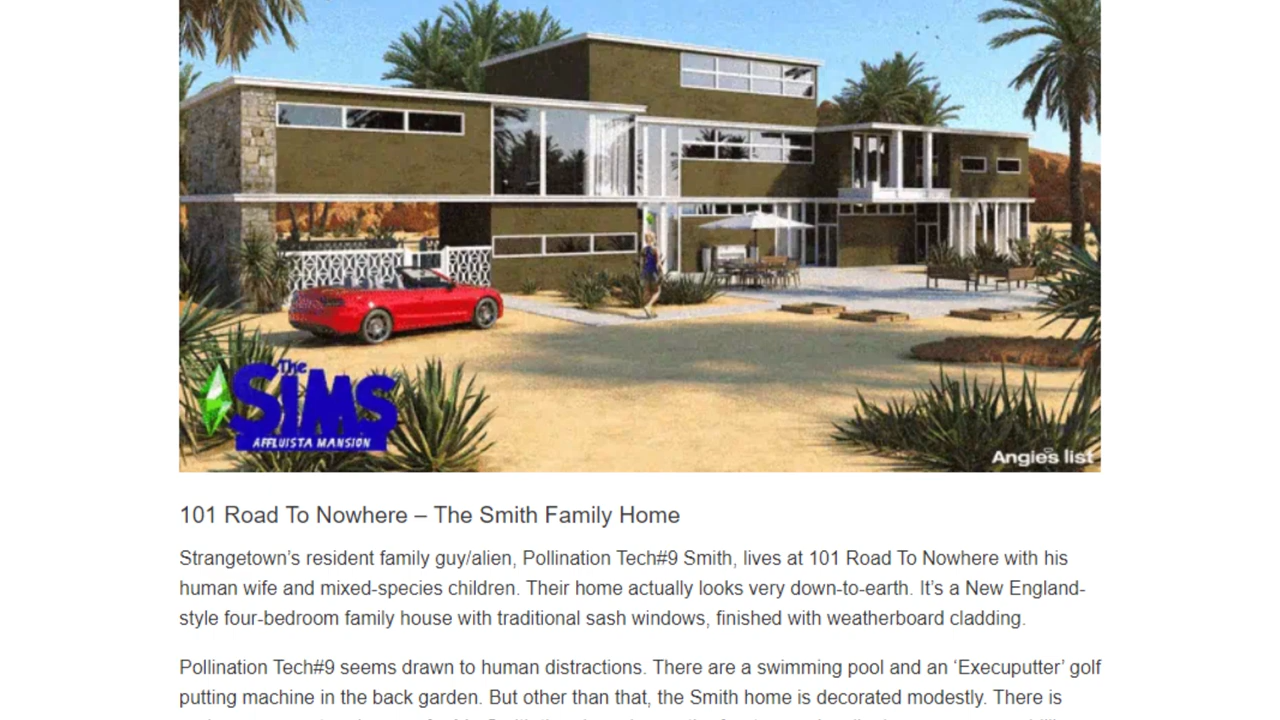 The
SiMS
AFFLUISTA MANSION
Angie's list
101 Road To Nowhere – The Smith Family Home
Strangetown’s resident family guy/alien, Pollination Tech#9 Smith, lives at 101 Road To Nowhere with his
human wife and mixed-species children. Their home actually looks very down-to-earth. It’s a New England-
style four-bedroom family house with traditional sash windows, finished with weatherboard cladding.
Pollination Tech#9 seems drawn to human distractions. There are a swimming pool and an ‘Execuputter’ golf
putting machine in the back garden. But other than that, the Smith home is decorated modestly. There is